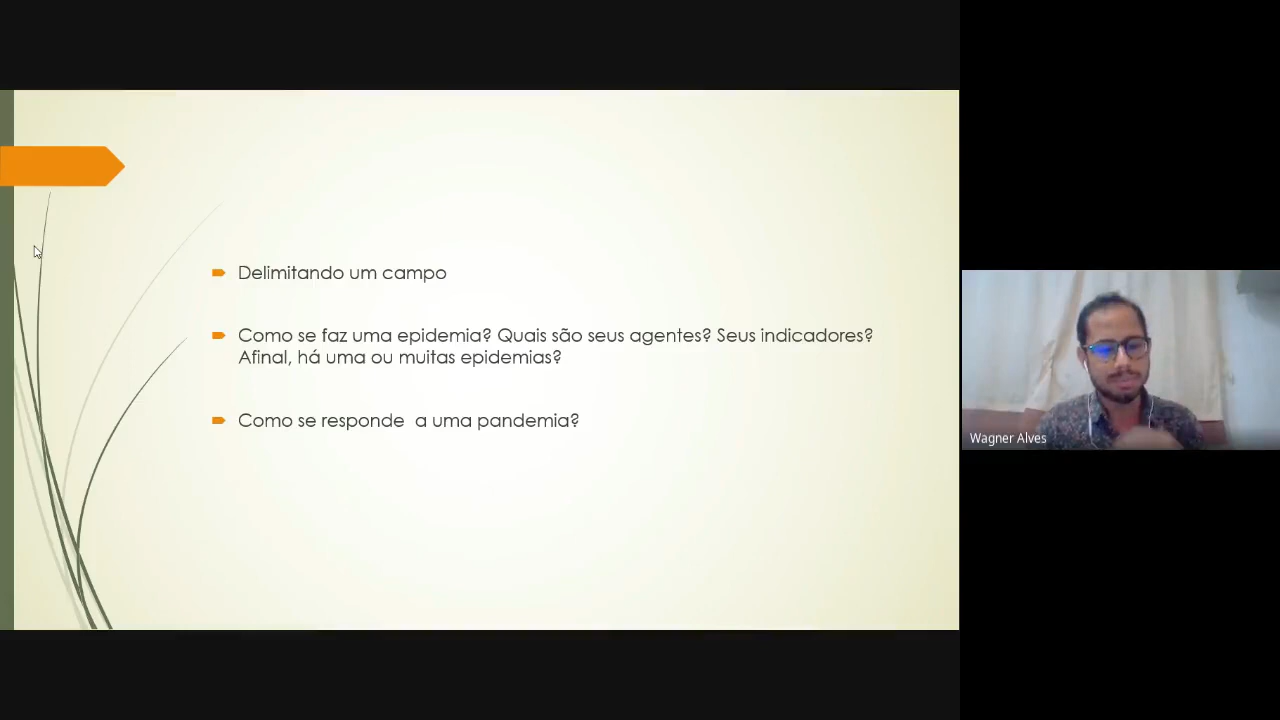 Delimitando um campo
Como se faz uma epidemia? Quais são seus agentes? Seus indicadores?
Afinal, há uma ou muitas epidemias?
Como se responde  a uma pandemia?
Wagner Alves